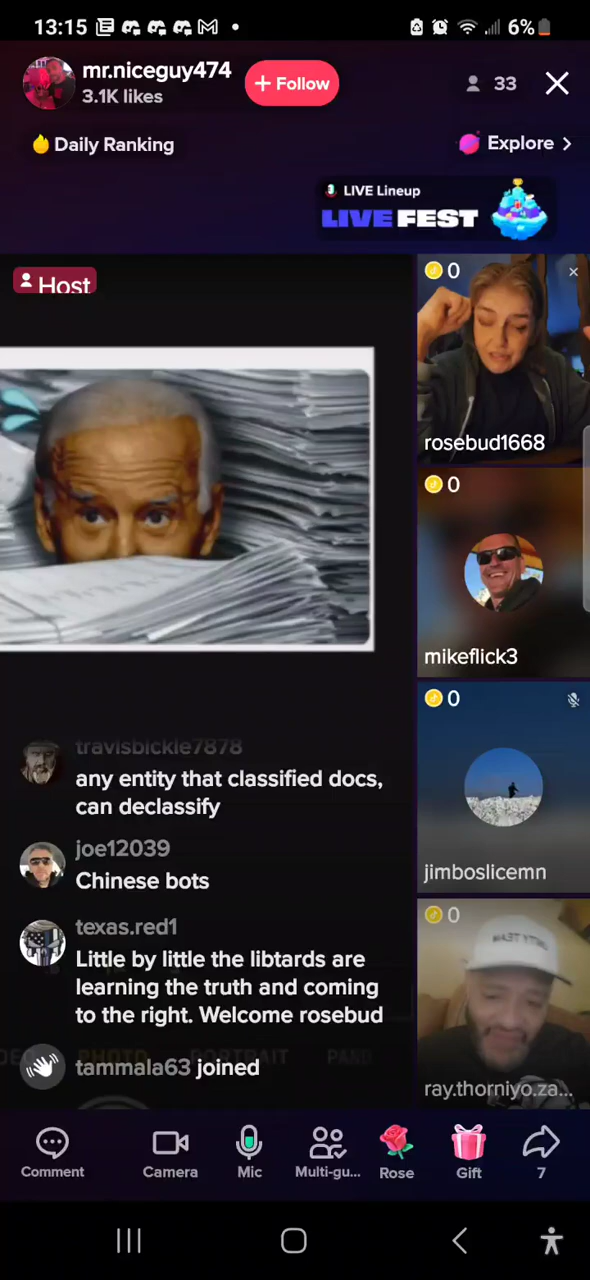 13:15
6%
mr.niceguy474
3.1K likes
+ Follow
33
Daily Ranking
Explore >
LIVE Lineup
LIVE FEST
Host
0
rosebud1668
0
mikeflick3
0
jimboslicemn
0
ray.thorniyo.za...
travisbickle7878
any entity that classified docs,
can declassify
joe12039
Chinese bots
texas.red1
Little by little the libtards are
learning the truth and coming
to the right. Welcome rosebud
PHOTO PORTRAIT
tammala63 joined
Comment
Camera
Mic
Multi-gu...
Rose
Gift
7